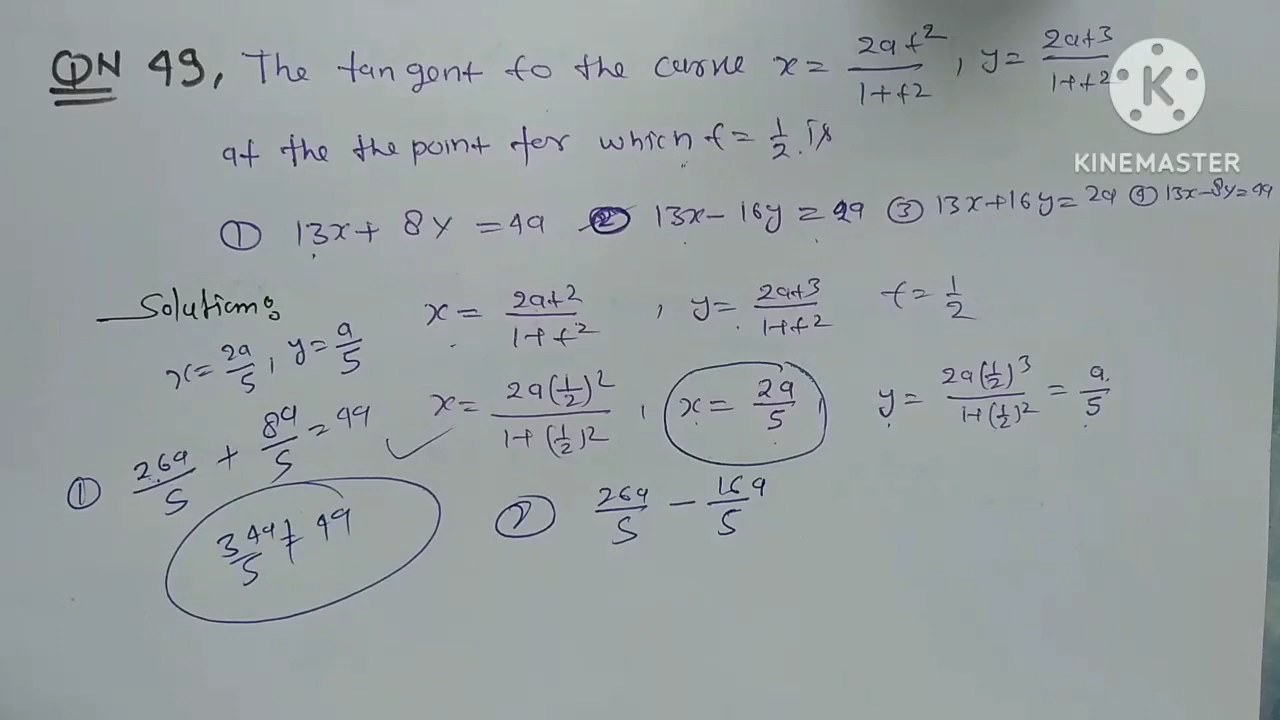 QN 49, The tangent to the curve x = 2at² / 1+t2 , y = 2at3 / 1+t2
at the the point for which t = 1/2 . is
① 13x + 8y = 4a ② 13x - 16y = 2a ③ 13x+16y = 2a ④ 13x-8y=4a
Solution: x = 2at2 / 1+t² , y = 2at3 / 1+t2 t = 1/2
x = 2a/5 , y = a/5
x = 2a(1/2)² / 1+(1/2)2 , x = 2a/5 y = 2a(1/2)³ / 1+(1/2)2 = a/5
① 26a/5 + 8a/5 = 4a ✓
34a/5 ≠ 4a ② 26a/5 - 16a/5
K
KINEMASTER